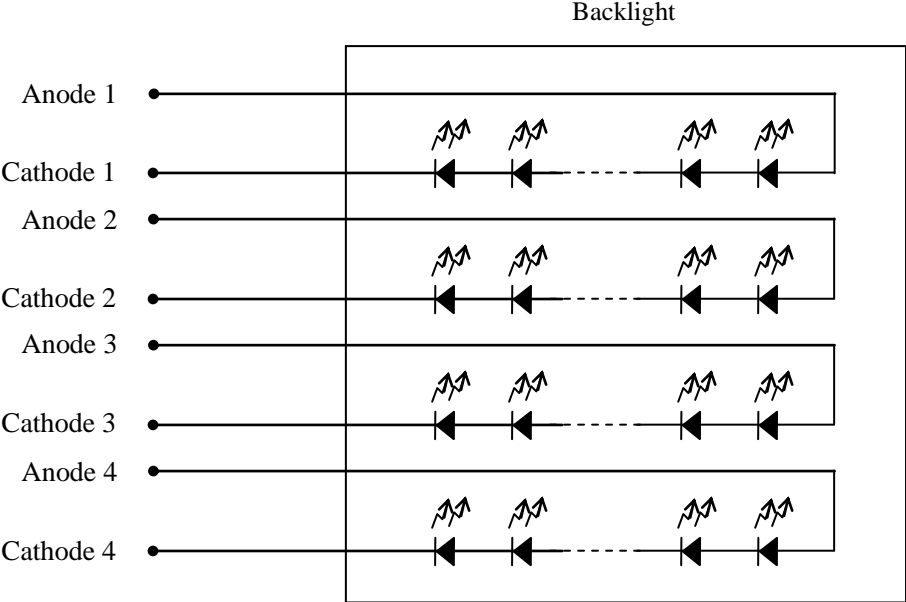 Backlight
Anode 1
Cathode 1
Anode 2
Cathode 2
Anode 3
Cathode 3
Anode 4
Cathode 4